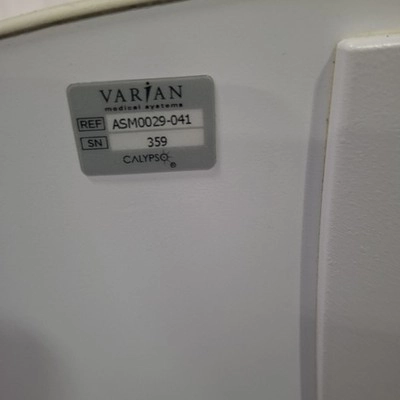 VARIAN
medical systems
REF ASM0029-041
SN 359
CALYPSO ®